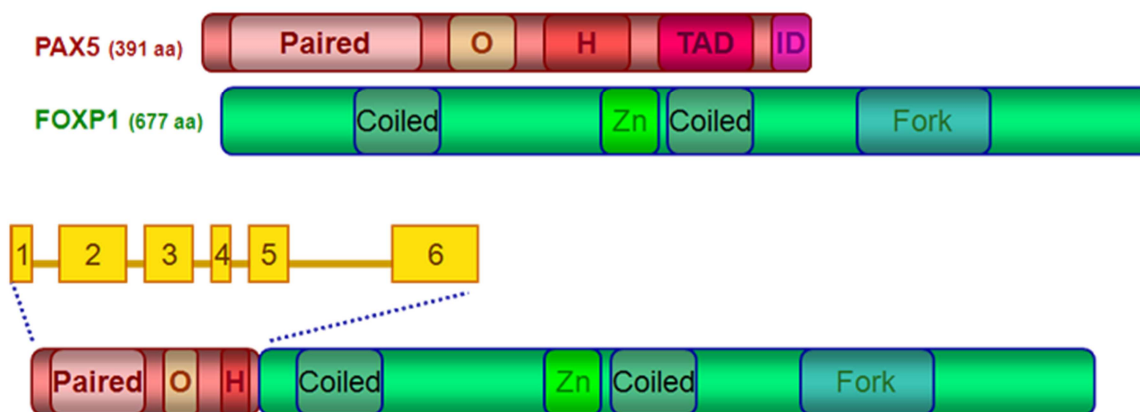 PAX5 (391 aa) Paired O H TAD ID
FOXP1 (677 aa) Coiled Zn Coiled Fork
1 2 3 4 5 6
Paired O H Coiled Zn Coiled Fork